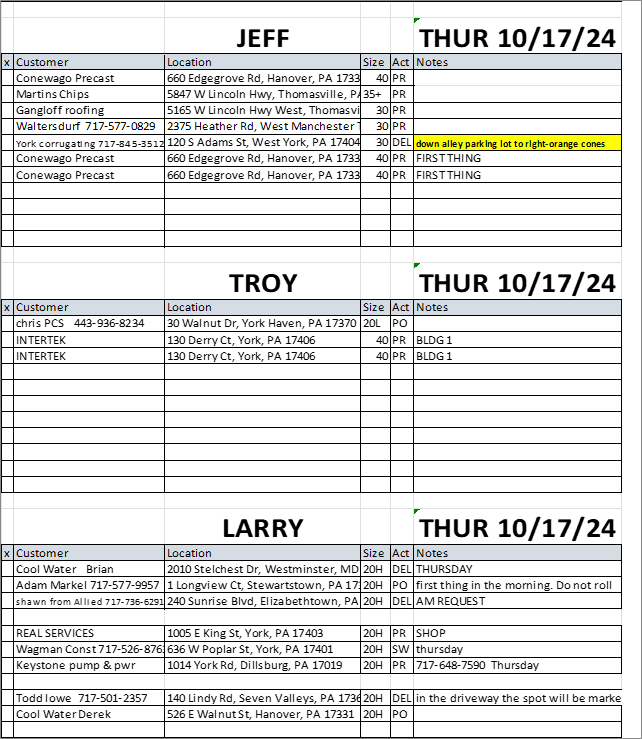 JEFF THUR 10/17/24
x Customer Location Size Act Notes
Conewago Precast 660 Edgegrove Rd, Hanover, PA 1733 40 PR
Martins Chips 5847 W Lincoln Hwy, Thomasville, PA 35+ PR
Gangloff roofing 5165 W Lincoln Hwy West, Thomasvi 30 PR
Waltersdurf 717-577-0829 2375 Heather Rd, West Manchester T 30 PR
York corrugating 717-845-3512 120 S Adams St, West York, PA 17404 30 DEL down alley parking lot to right-orange cones
Conewago Precast 660 Edgegrove Rd, Hanover, PA 1733 40 PR FIRST THING
Conewago Precast 660 Edgegrove Rd, Hanover, PA 1733 40 PR FIRST THING
TROY THUR 10/17/24
x Customer Location Size Act Notes
chris PCS 443-936-8234 30 Walnut Dr, York Haven, PA 17370 20L PO
INTERTEK 130 Derry Ct, York, PA 17406 40 PR BLDG 1
INTERTEK 130 Derry Ct, York, PA 17406 40 PR BLDG 1
LARRY THUR 10/17/24
x Customer Location Size Act Notes
Cool Water Brian 2010 Stelchest Dr, Westminster, MD 20H DEL THURSDAY
Adam Markel 717-577-9957 1 Longview Ct, Stewartstown, PA 17 20H PO first thing in the morning. Do not roll
shawn from Allied 717-736-6291 240 Sunrise Blvd, Elizabethtown, PA 20H DEL AM REQUEST
REAL SERVICES 1005 E King St, York, PA 17403 20H PR SHOP
Wagman Const 717-526-876 636 W Poplar St, York, PA 17401 20H SW thursday
Keystone pump & pwr 1014 York Rd, Dillsburg, PA 17019 20H PR 717-648-7590 Thursday
Todd lowe 717-501-2357 140 Lindy Rd, Seven Valleys, PA 1736 20H DEL in the driveway the spot will be marke
Cool Water Derek 526 E Walnut St, Hanover, PA 17331 20H PO